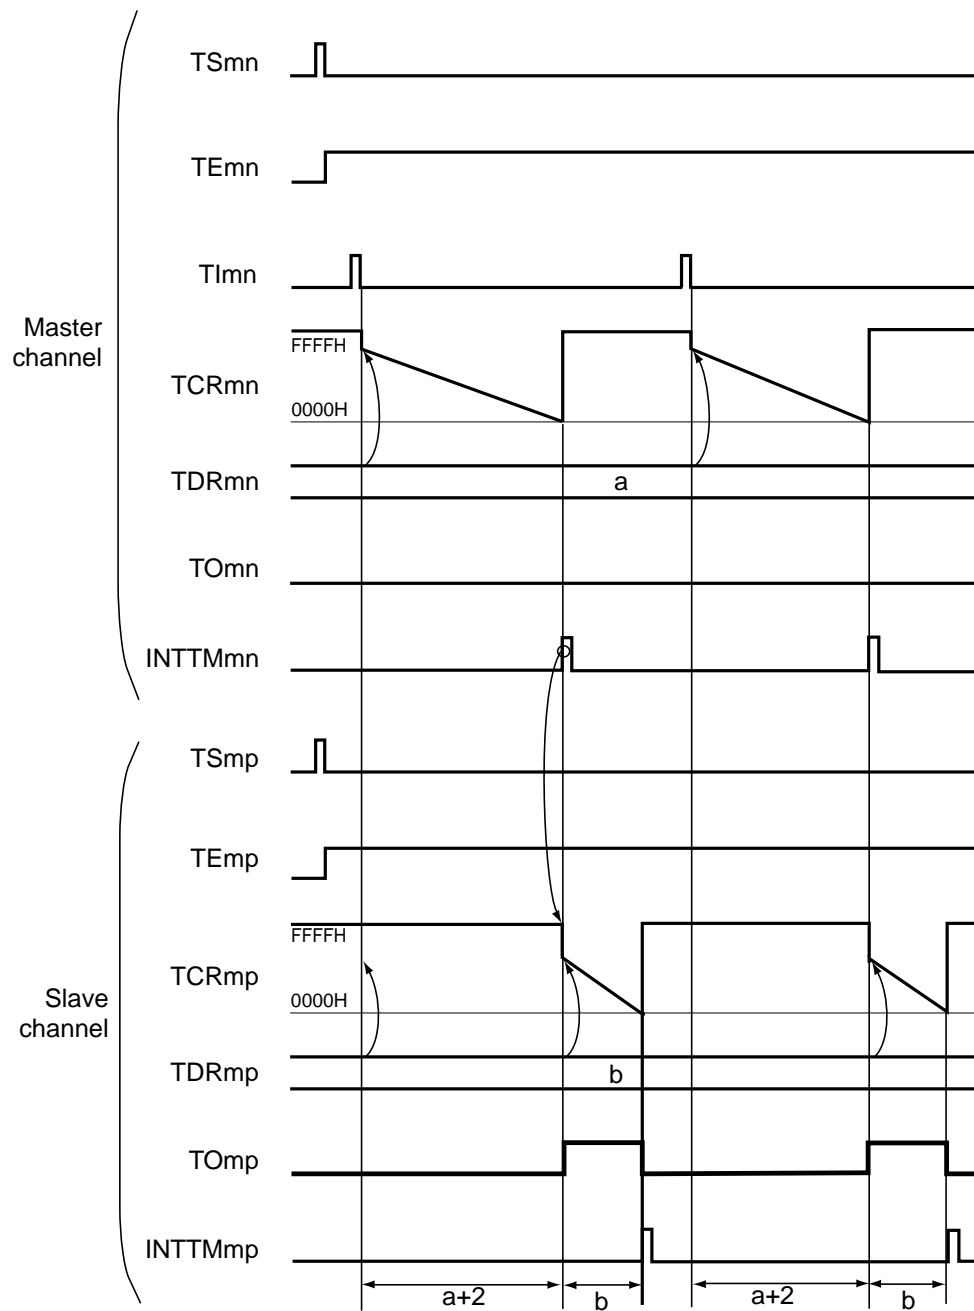 TSmn
TEmn
TImn
Master
channel
FFFFH
TCRmn
0000H
TDRmn
a
TOmn
INTTMmn
TSmp
TEmp
FFFFH
TCRmp
0000H
Slave
channel
TDRmp
b
TOmp
INTTMmp
a+2 b a+2 b